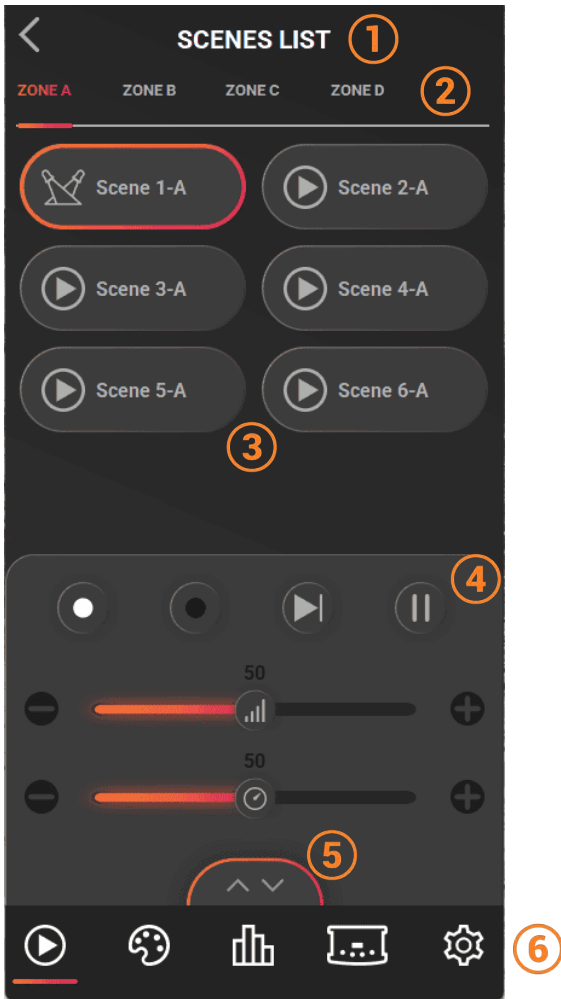 SCENES LIST 1
ZONE A ZONE B ZONE C ZONE D 2
Scene 1-A Scene 2-A
Scene 3-A Scene 4-A
Scene 5-A Scene 6-A
3
4
50
50
5
6